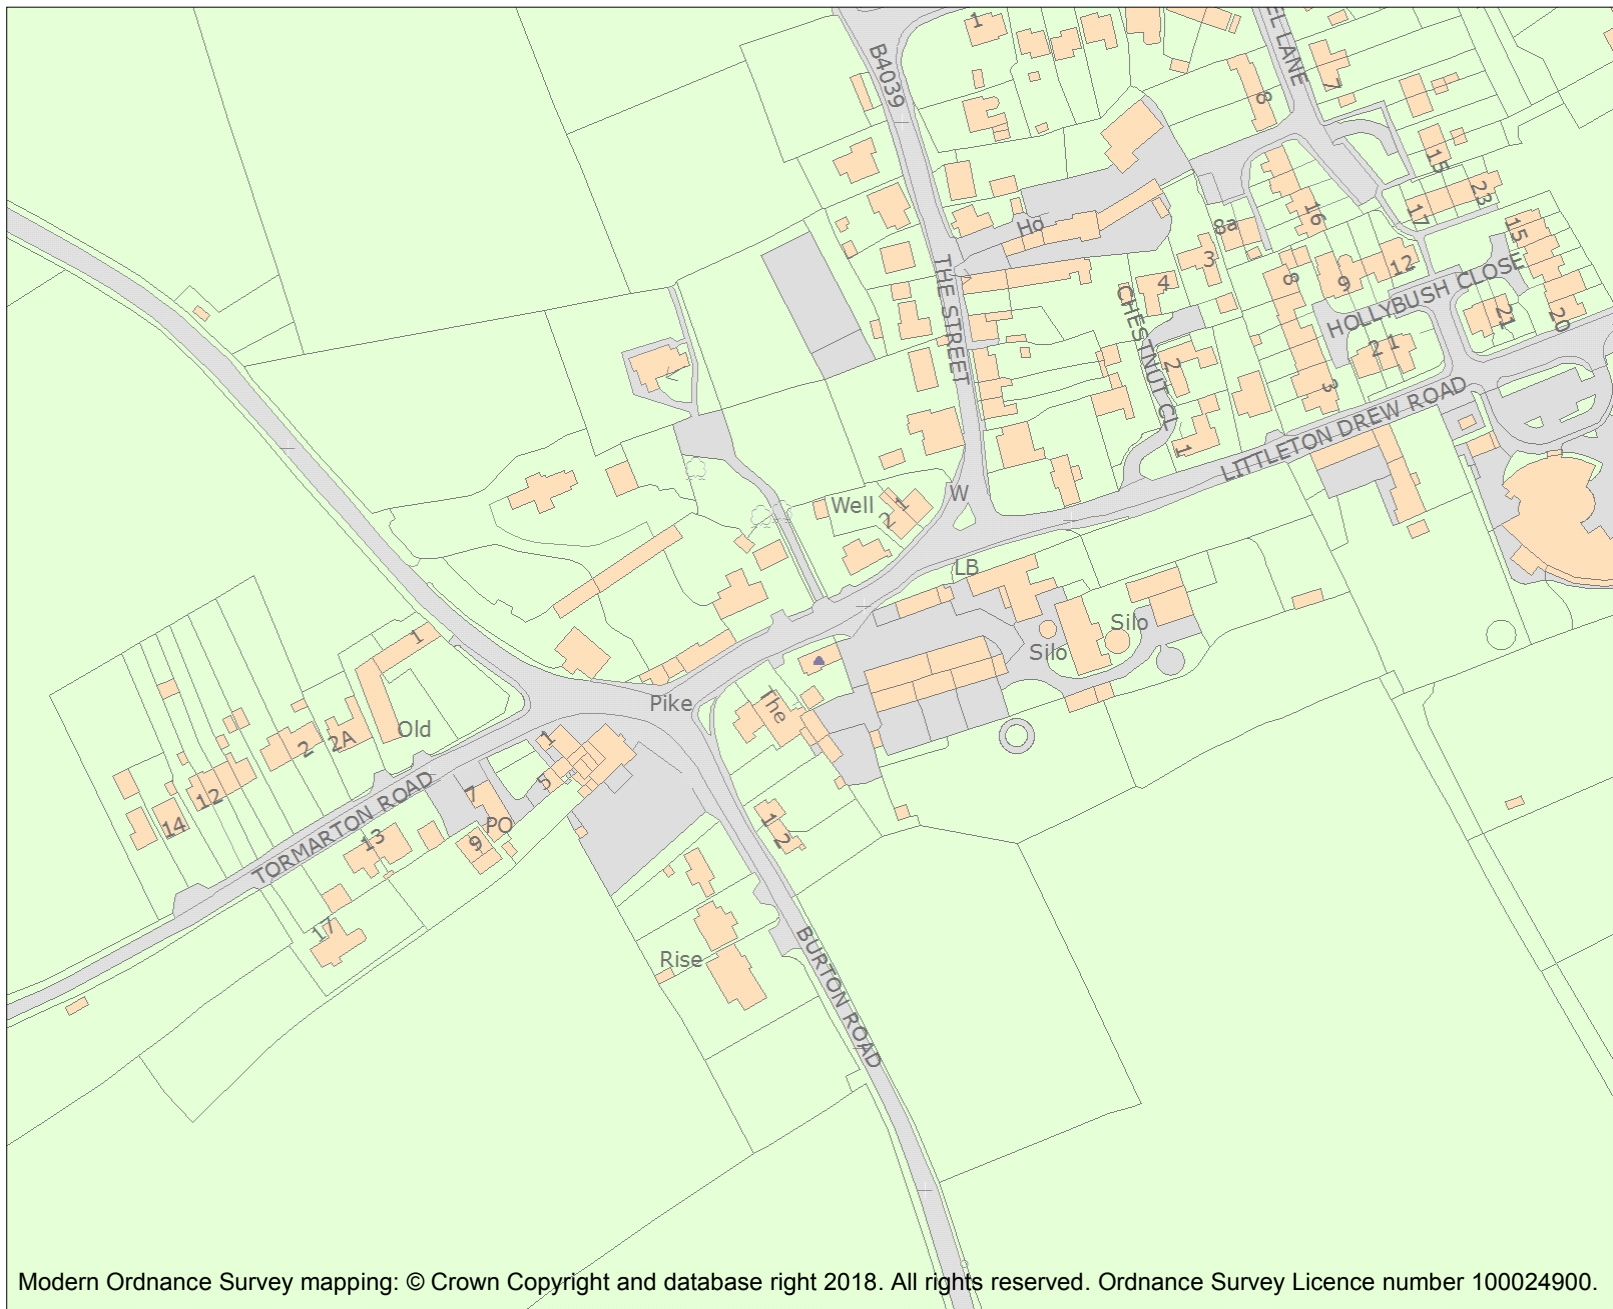 1
B4039
EL LANE
7
8
15
23
17
16
8a
Ho
3
4
15
12
9
8
HOLLYBUSH CLOSE
21
20
THE STREET
CHESTNUT CL
2
2 1
3
1
LITTLETON DREW ROAD
W
Well
1
2
LB
Silo
Silo
1
Pike
The
Old
2A
2
1
5
7
12
14
TORMARTON ROAD
13
PO
9
1
2
17
Rise
BURTON ROAD
Modern Ordnance Survey mapping: © Crown Copyright and database right 2018. All rights reserved. Ordnance Survey Licence number 100024900.